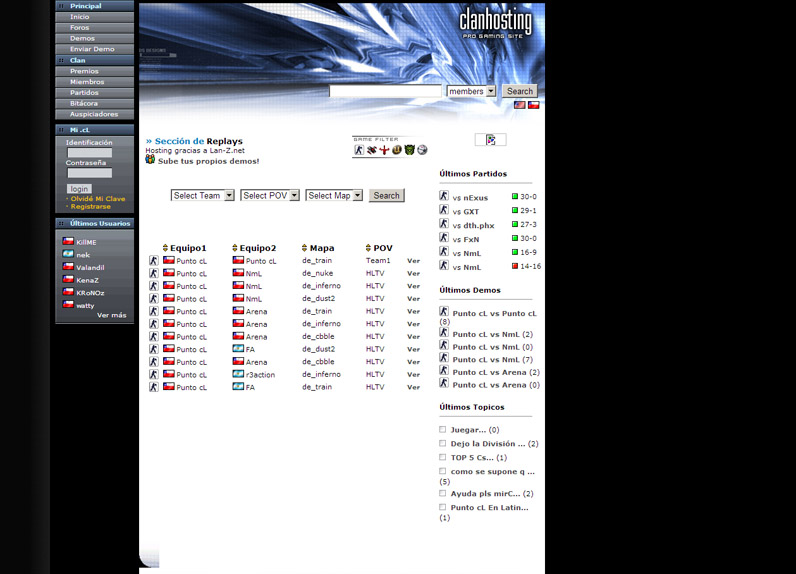 Principal
Inicio
Foros
Demos
Enviar Demo
Clan
Premios
Miembros
Partidos
Bitácora
Auspiciadores
Mi .cL
Identificación
Contraseña
login
· Olvidé Mi Clave
· Registrarse
Últimos Usuarios
KillME
nek
Valandil
KenaZ
KRoNOz
watty
Ver más
clanhosting
PRO GAMING SITE
members
Search
» Sección de Replays
Hosting gracias a Lan-Z.net
Sube tus propios demos!
GAME FILTER
Select Team
Select POV
Select Map
Search
Equipo1 Equipo2 Mapa POV
Punto cL Punto cL de_train Team1 Ver
Punto cL NmL de_nuke HLTV Ver
Punto cL NmL de_inferno HLTV Ver
Punto cL NmL de_dust2 HLTV Ver
Punto cL Arena de_train HLTV Ver
Punto cL Arena de_inferno HLTV Ver
Punto cL Arena de_cbble HLTV Ver
Punto cL FA de_dust2 HLTV Ver
Punto cL Arena de_cbble HLTV Ver
Punto cL r3action de_inferno HLTV Ver
Punto cL FA de_train HLTV Ver
Últimos Partidos
vs nExus 30-0
vs GXT 29-1
vs dth.phx 27-3
vs FxN 30-0
vs NmL 16-9
vs NmL 14-16
Últimos Demos
Punto cL vs Punto cL
(8)
Punto cL vs NmL (2)
Punto cL vs NmL (0)
Punto cL vs NmL (7)
Punto cL vs Arena (2)
Punto cL vs Arena (0)
Últimos Topicos
Juegar... (0)
Dejo la División ... (2)
TOP 5 Cs... (1)
como se supone q ...
(5)
Ayuda pls mirC... (2)
Punto cL En Latin...
(1)